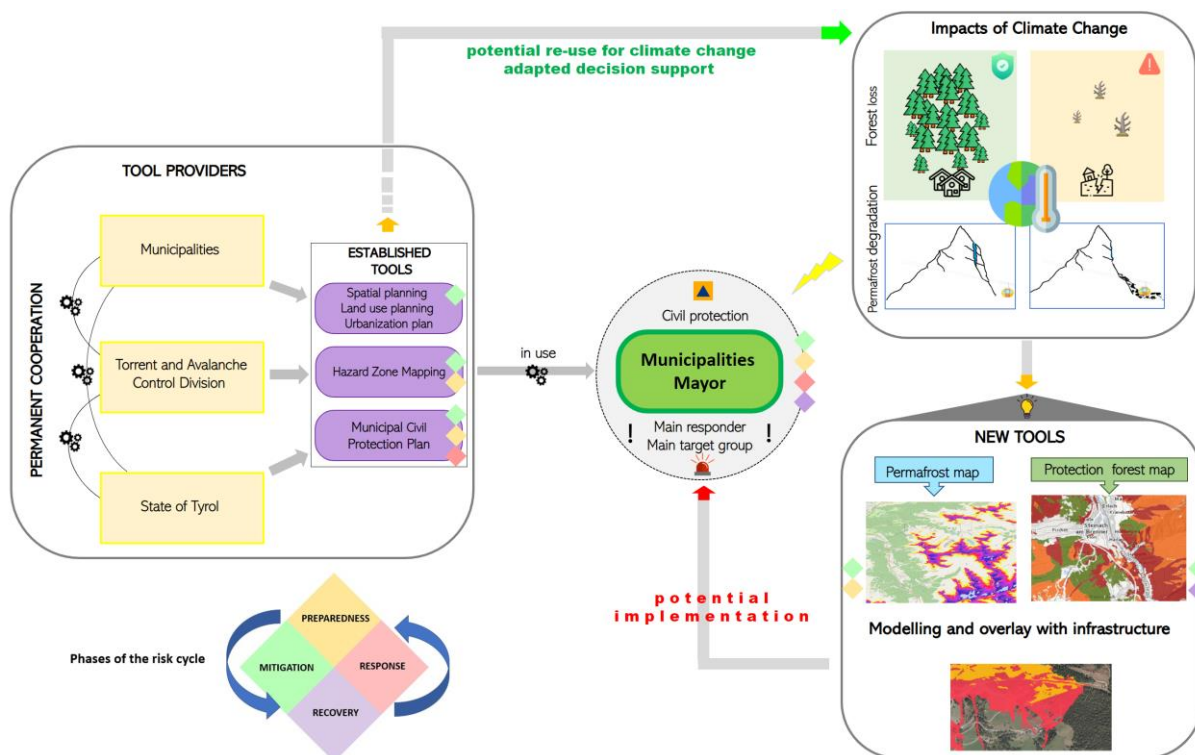 potential re-use for climate change
adapted decision support
TOOL PROVIDERS
PERMANENT COOPERATION
Municipalities
Torrent and Avalanche
Control Division
State of Tyrol
ESTABLISHED
TOOLS
Spatial planning
Land use planning
Urbanization plan
Hazard Zone Mapping
Municipal Civil
Protection Plan
in use
Civil protection
Municipalities
Mayor
! Main responder !
Main target group
Impacts of Climate Change
Forest loss
Permafrost degradation
NEW TOOLS
Permafrost map
Protection forest map
Modelling and overlay with infrastructure
potential
implementation
Phases of the risk cycle
PREPAREDNESS
MITIGATION
RESPONSE
RECOVERY